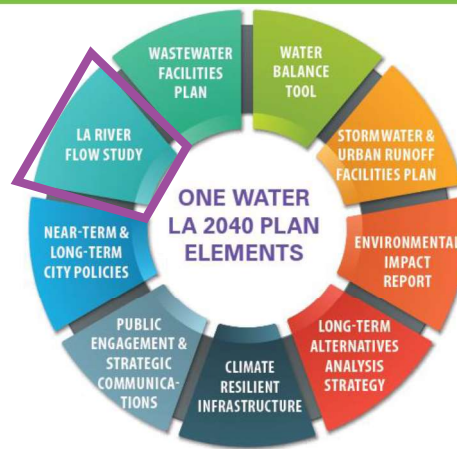 WASTEWATER
FACILITIES
PLAN
WATER
BALANCE
TOOL
STORMWATER &
URBAN RUNOFF
FACILITIES PLAN
ENVIRONMENTAL
IMPACT
REPORT
LONG-TERM
ALTERNATIVES
ANALYSIS
STRATEGY
CLIMATE
RESILIENT
INFRASTRUCTURE
PUBLIC
ENGAGEMENT &
STRATEGIC
COMMUNICA-
TIONS
NEAR-TERM &
LONG-TERM
CITY POLICIES
LA RIVER
FLOW STUDY
ONE WATER
LA 2040 PLAN
ELEMENTS